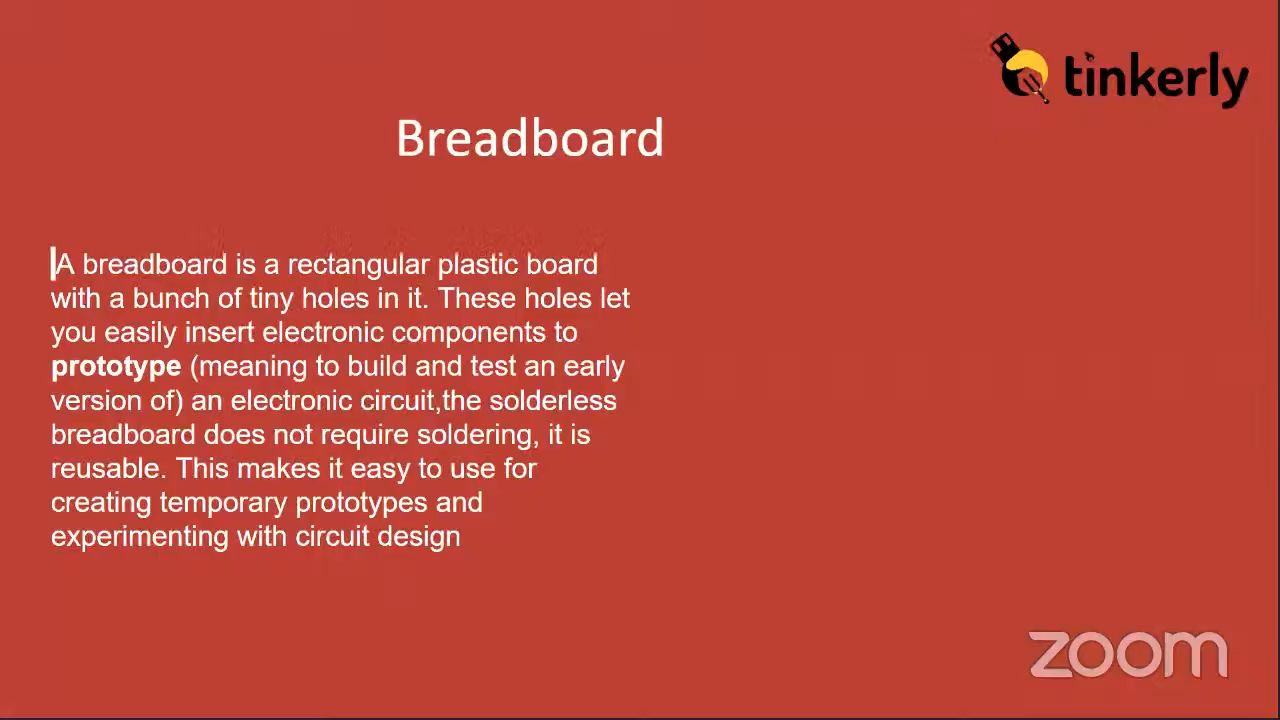 tinkerly
Breadboard
A breadboard is a rectangular plastic board
with a bunch of tiny holes in it. These holes let
you easily insert electronic components to
prototype (meaning to build and test an early
version of) an electronic circuit,the solderless
breadboard does not require soldering, it is
reusable. This makes it easy to use for
creating temporary prototypes and
experimenting with circuit design
zoom